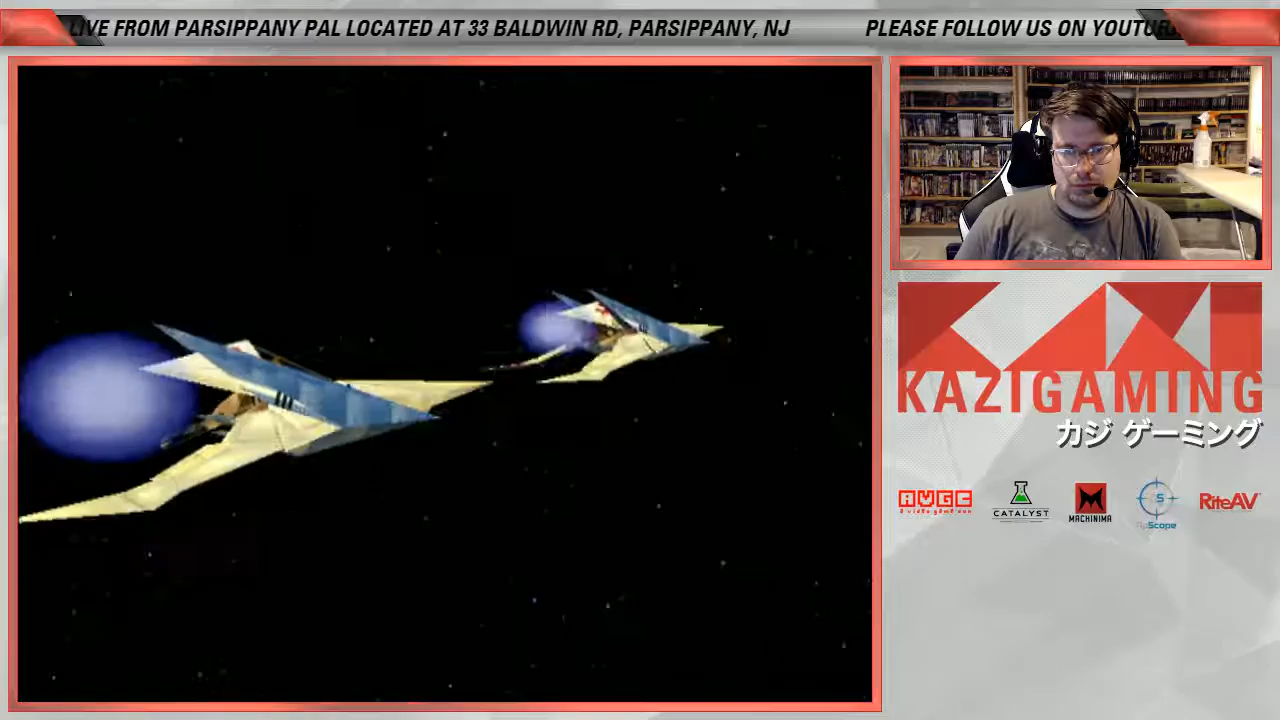 LIVE FROM PARSIPPANY PAL LOCATED AT 33 BALDWIN RD, PARSIPPANY, NJ PLEASE FOLLOW US ON YOUTUBE
KAZIGAMING
カジ ゲーミング
AVGC
CATALYST
MACHINIMA
RiteAV